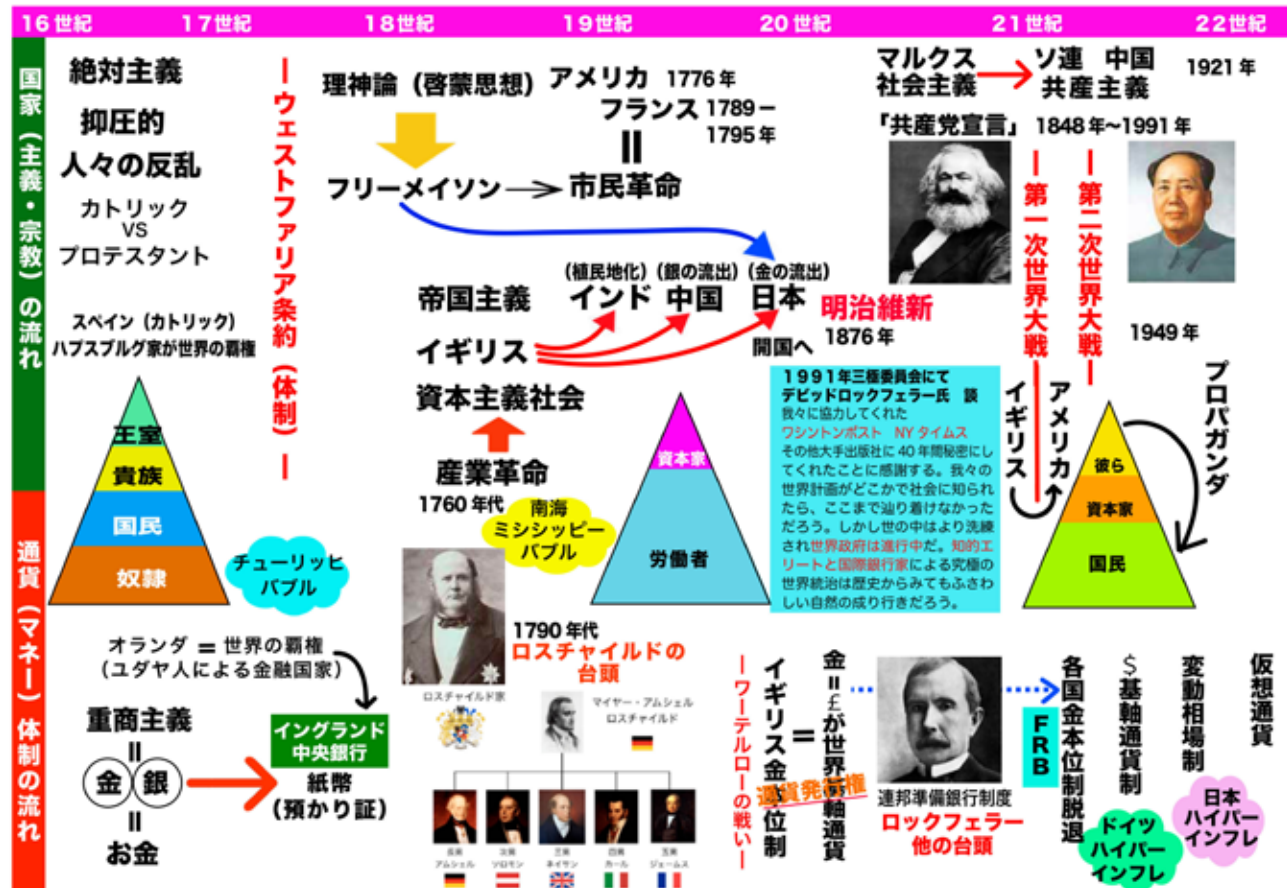 16世紀
17世紀
18世紀
19世紀
20世紀
21世紀
22世紀
国家（主義・宗教）の流れ
絶対主義
抑圧的
人々の反乱
カトリック
VS
プロテスタント
スペイン（カトリック）
ハプスブルグ家が世界の覇権
王室
貴族
国民
奴隷
ーウェストファリア条約（体制）ー
チューリッヒ
バブル
理神論（啓蒙思想）
フリーメイソン
アメリカ 1776年
フランス 1789ー
1795年
||
市民革命
帝国主義
（植民地化）（銀の流出）（金の流出）
インド 中国 日本
明治維新
1876年
開国へ
イギリス
資本主義社会
産業革命
1760年代
南海
ミシシッピー
バブル
資本家
労働者
マルクス
社会主義
ソ連 中国
共産主義
1921年
「共産党宣言」 1848年〜1991年
ー第一次世界大戦ー
ー第二次世界大戦ー
1949年
1991年三極委員会にて
デビッドロックフェラー氏 談
我々に協力してくれた
ワシントンポスト NYタイムス
その他大手出版社に40年間秘密にし
てくれたことに感謝する。我々の
世界計画がどこかで社会に知られ
たら、ここまで辿り着けなかった
だろう。しかし世の中はより洗練
され世界政府は進行中だ。知的エ
リートと国際銀行家による究極の
世界統治は歴史からみてもふさわ
しい自然の成り行きだろう。
イギリス
アメリカ
プロパガンダ
彼ら
資本家
国民
通貨（マネー）体制の流れ
オランダ = 世界の覇権
（ユダヤ人による金融国家）
重商主義
||
金 銀
||
お金
イングランド
中央銀行
紙幣
（預かり証）
1790年代
ロスチャイルドの
台頭
ロスチャイルド家
マイヤー・アムシェル
ロスチャイルド
長男
アムシェル
次男
ソロモン
三男
ネイサン
四男
カール
五男
ジェームス
ーワーテルローの戦いー
イギリス金本位制
=
金=£が世界基軸通貨
通貨発行権
連邦準備銀行制度
ロックフェラー
他の台頭
FRB
各国金本位制脱退
$基軸通貨制
変動相場制
仮想通貨
ドイツ
ハイパー
インフレ
日本
ハイパー
インフレ